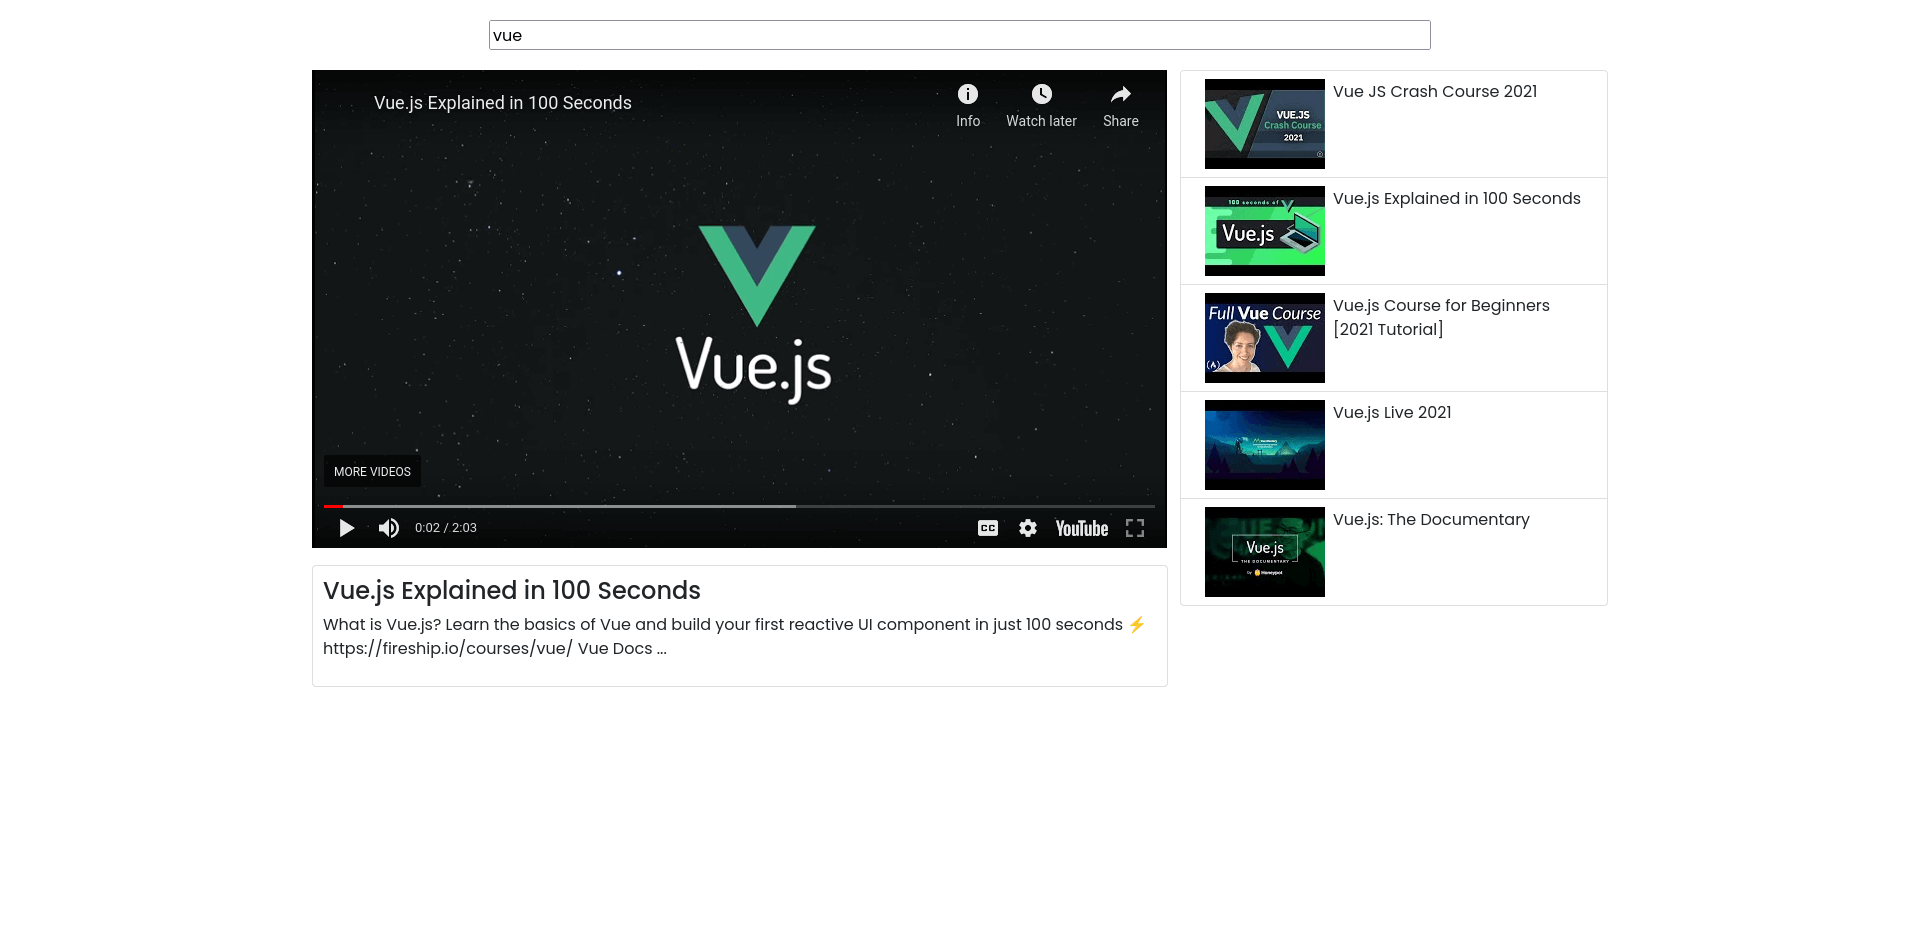 vue
Vue.js Explained in 100 Seconds
Info
Watch later
Share
Vue.js
MORE VIDEOS
0:02 / 2:03
CC
YouTube
Vue.js Explained in 100 Seconds
What is Vue.js? Learn the basics of Vue and build your first reactive UI component in just 100 seconds ⚡
https://fireship.io/courses/vue/ Vue Docs ...
VUE.JS
Crash Course
2021
Vue JS Crash Course 2021
100 seconds of
Vue.js
Vue.js Explained in 100 Seconds
Full Vue Course
(A)
Vue.js Course for Beginners
[2021 Tutorial]
Vue.js Live 2021
Vue.js
THE DOCUMENTARY
by Honeypot
Vue.js: The Documentary